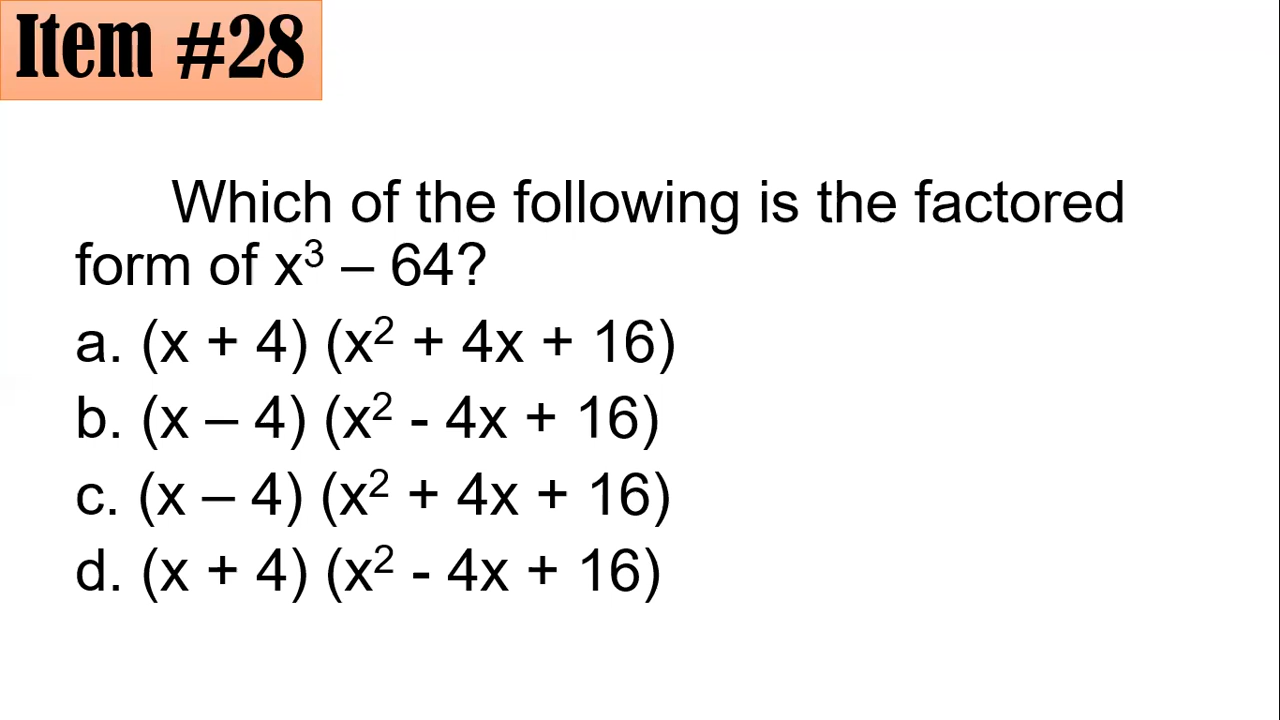 Item #28
Which of the following is the factored
form of x³ – 64?
a. (x + 4) (x² + 4x + 16)
b. (x – 4) (x² - 4x + 16)
c. (x – 4) (x² + 4x + 16)
d. (x + 4) (x² - 4x + 16)